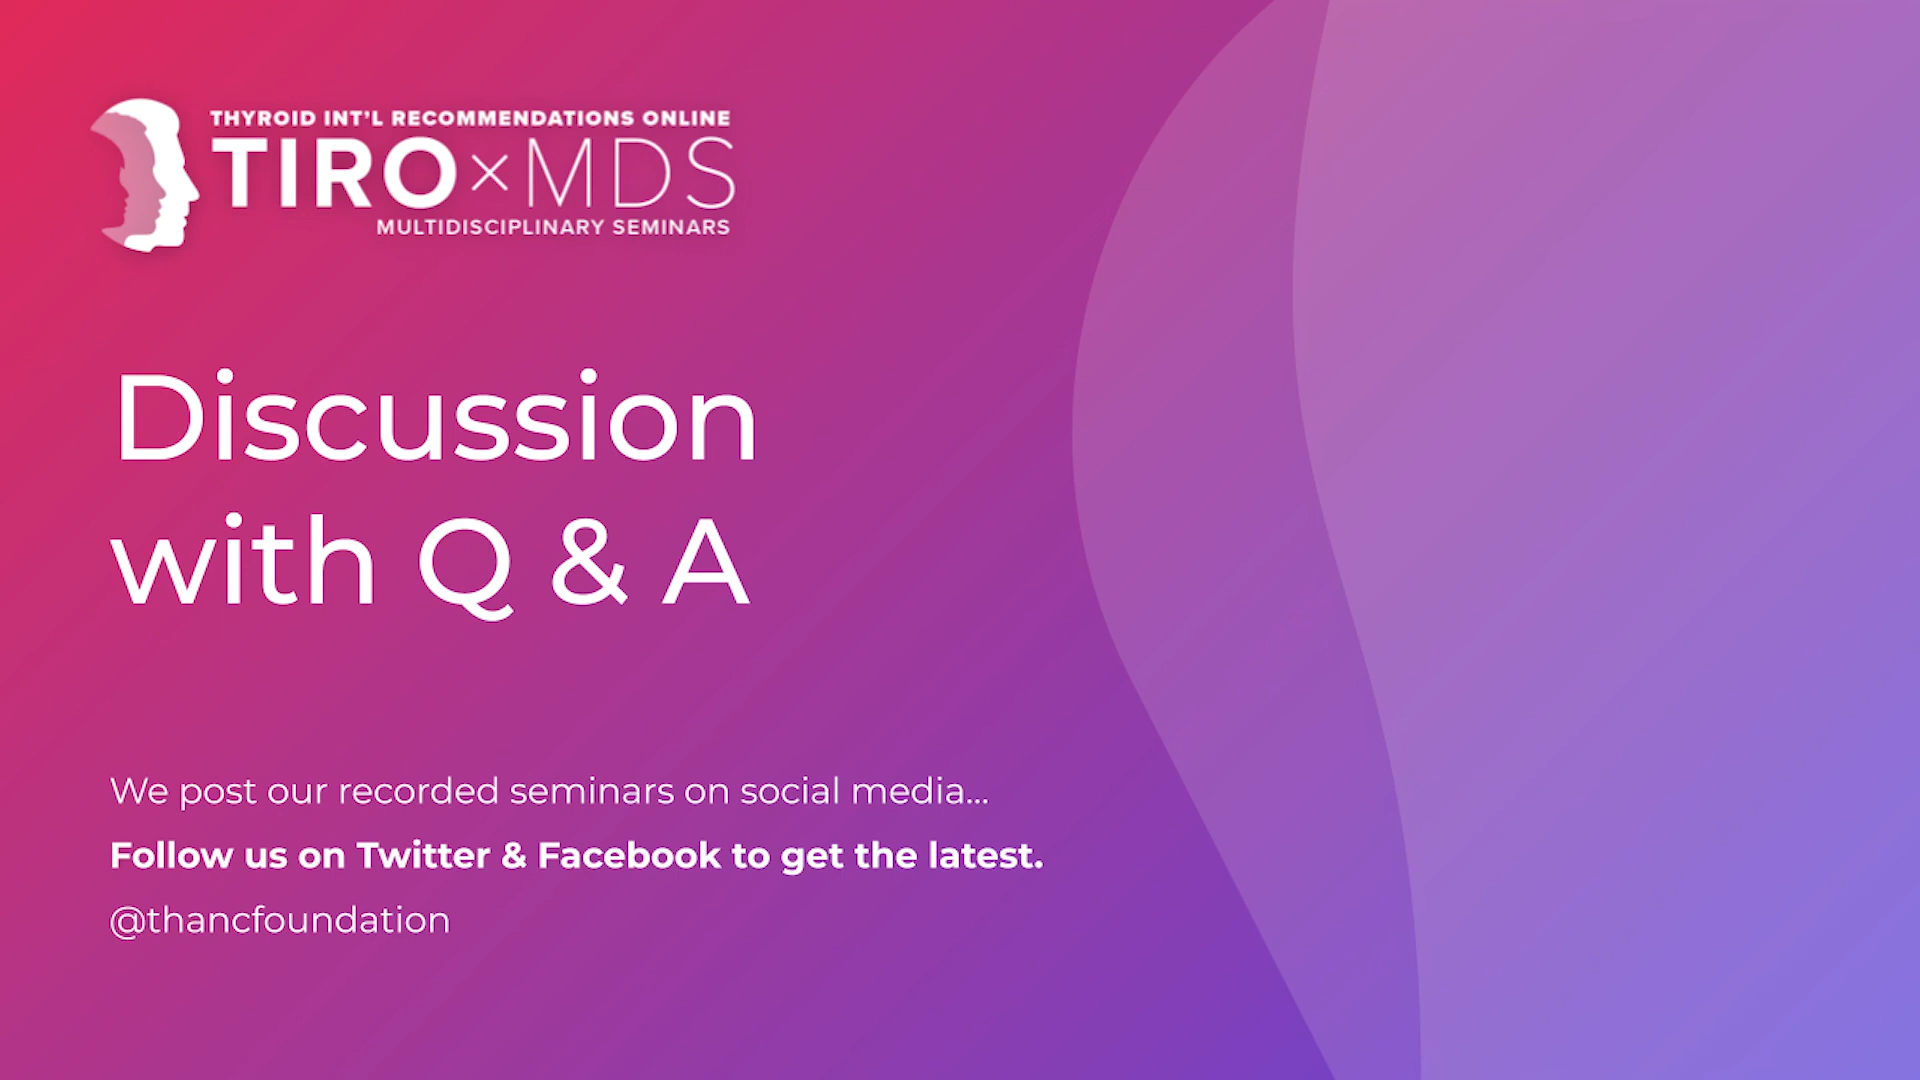 THYROID INT'L RECOMMENDATIONS ONLINE
TIRO×MDS
MULTIDISCIPLINARY SEMINARS
Discussion
with Q & A
We post our recorded seminars on social media...
Follow us on Twitter & Facebook to get the latest.
@thancfoundation